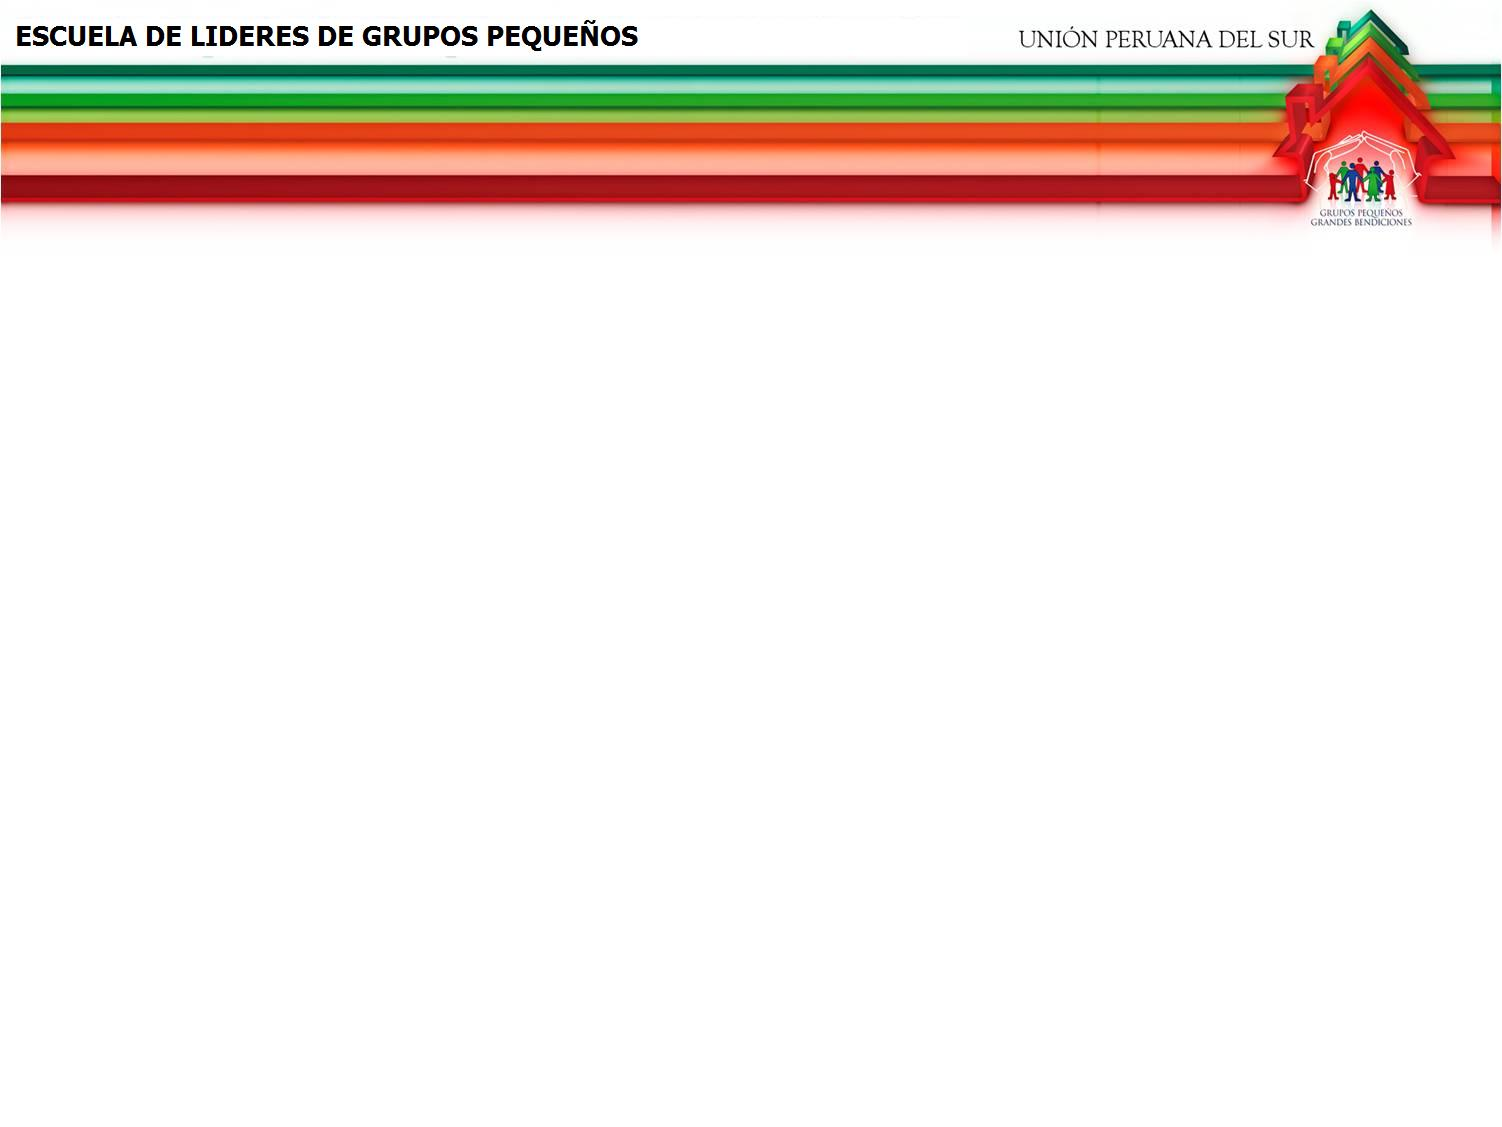 ESCUELA DE LIDERES DE GRUPOS PEQUEÑOS
UNIÓN PERUANA DEL SUR
GRUPOS PEQUEÑOS
GRANDES BENDICIONES